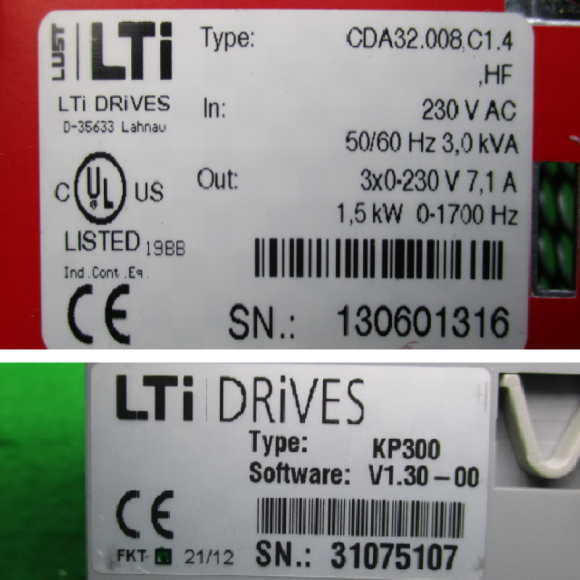 LUST LTi
Type: CDA32.008,C1.4
,HF
LTi DRiVES
D-35633 Lahnau
In: 230 V AC
50/60 Hz 3,0 kVA
C UL US
Out: 3x0-230 V 7,1 A
1,5 kW 0-1700 Hz
LISTED 1988
Ind.Cont.Eq.
CE
SN.: 130601316
LTi DRiVES
Type: KP300
Software: V1.30-00
CE
FKT- 21/12
SN.: 31075107